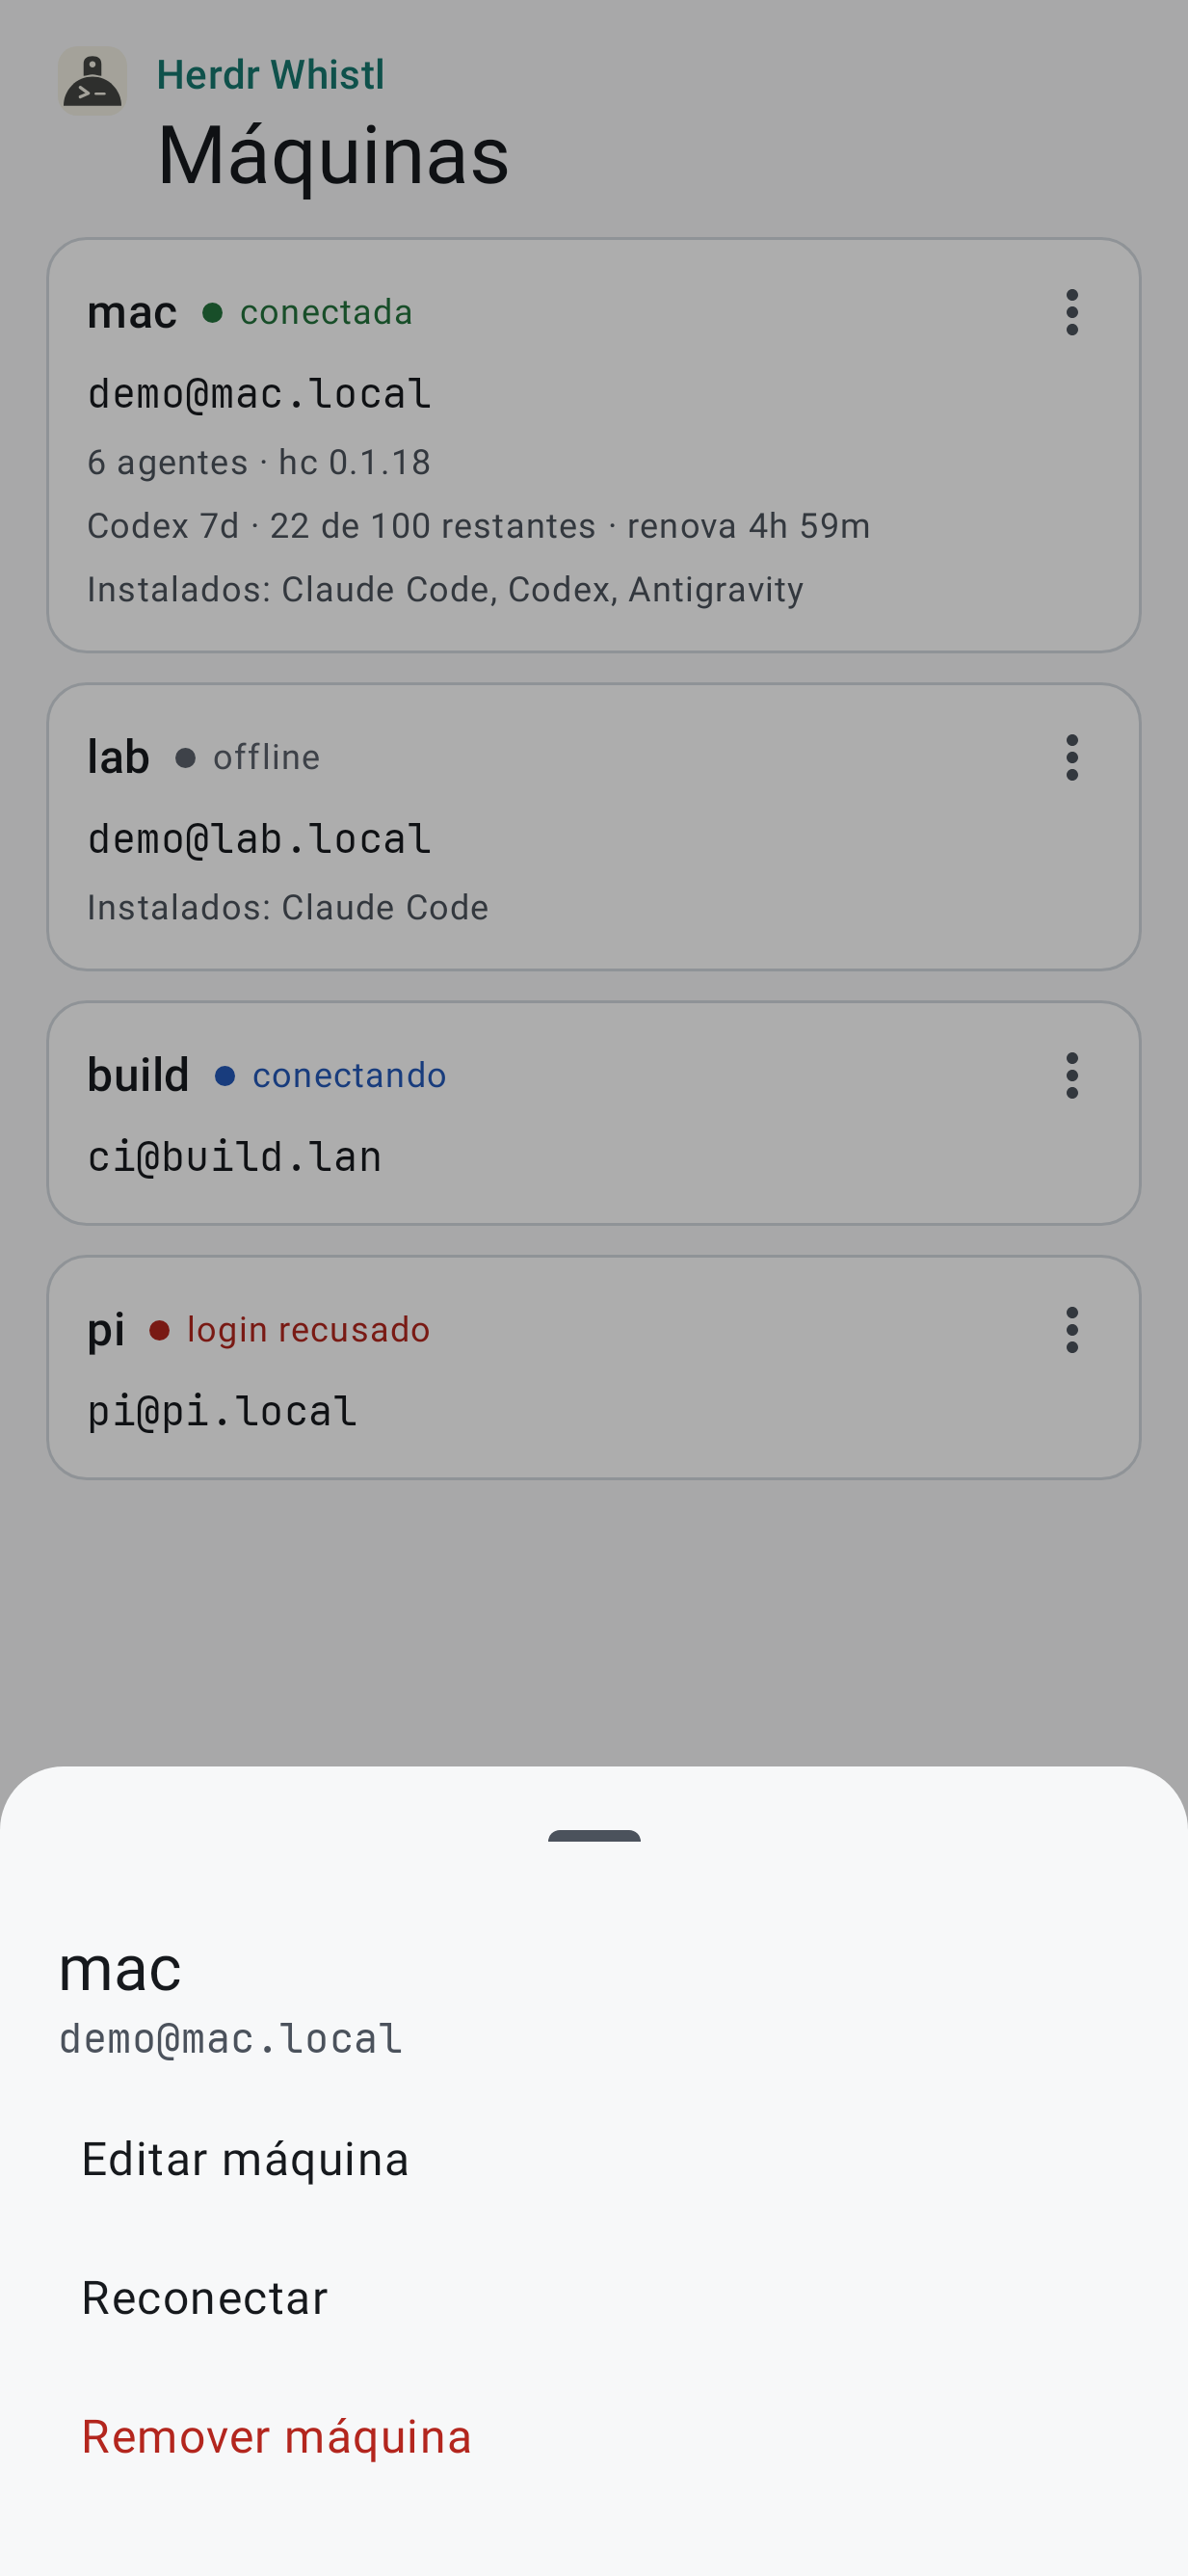 Herdr Whistl
Máquinas
mac ● conectada
demo@mac.local
6 agentes · hc 0.1.18
Codex 7d · 22 de 100 restantes · renova 4h 59m
Instalados: Claude Code, Codex, Antigravity
lab ● offline
demo@lab.local
Instalados: Claude Code
build ● conectando
ci@build.lan
pi ● login recusado
pi@pi.local
mac
demo@mac.local
Editar máquina
Reconectar
Remover máquina